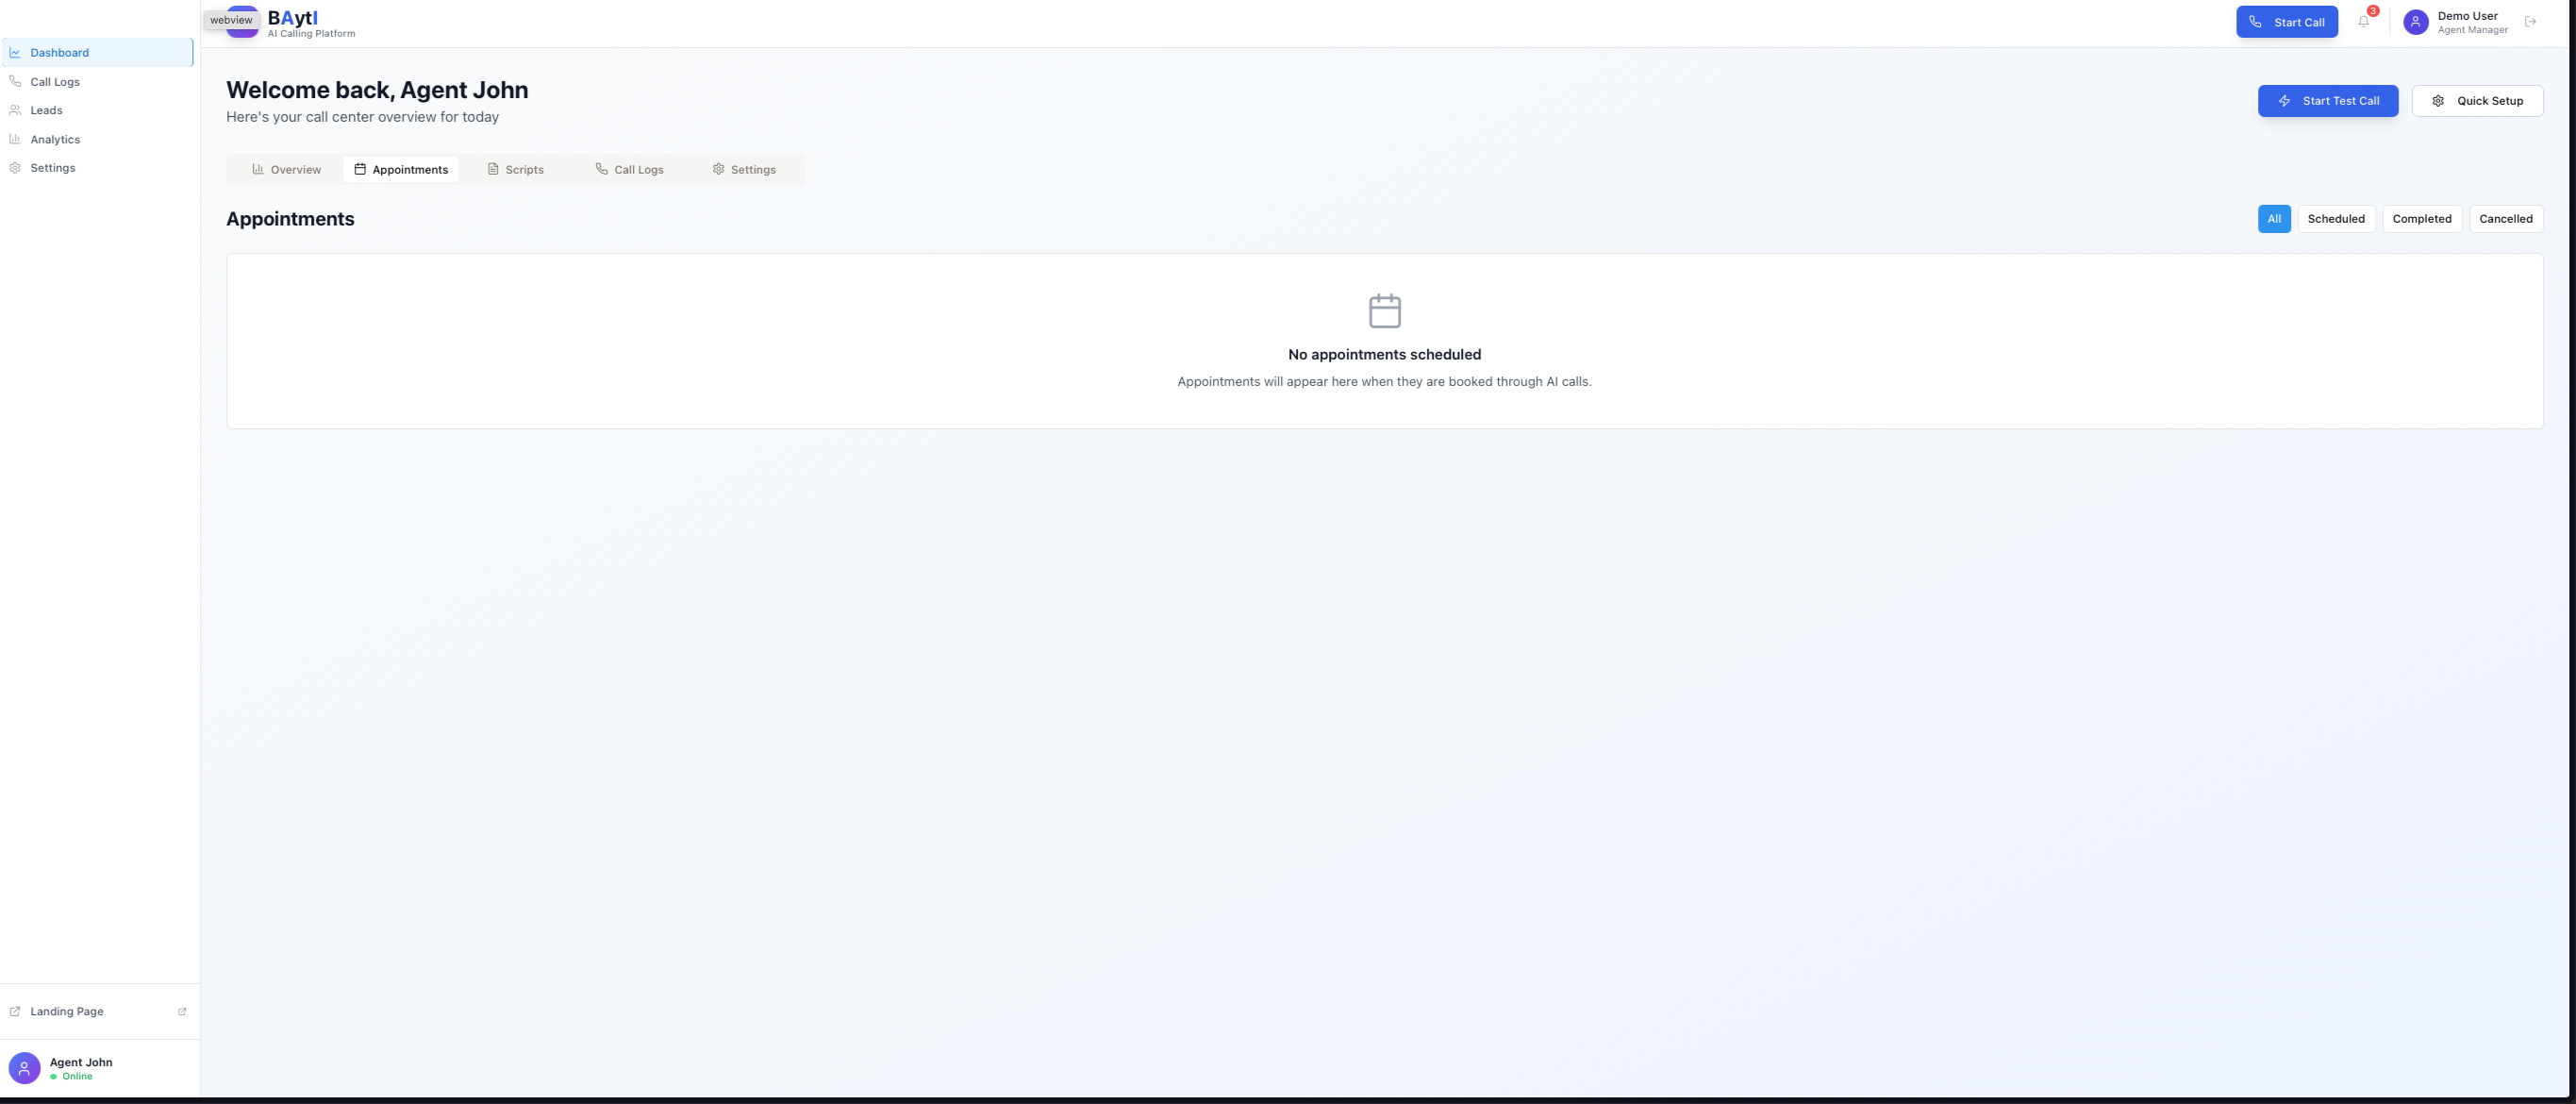 webview
BAytI
AI Calling Platform
Start Call
3
Demo User
Agent Manager
Dashboard
Call Logs
Leads
Analytics
Settings
Welcome back, Agent John
Here's your call center overview for today
Start Test Call
Quick Setup
Overview
Appointments
Scripts
Call Logs
Settings
Appointments
All
Scheduled
Completed
Cancelled
No appointments scheduled
Appointments will appear here when they are booked through AI calls.
Landing Page
Agent John
Online